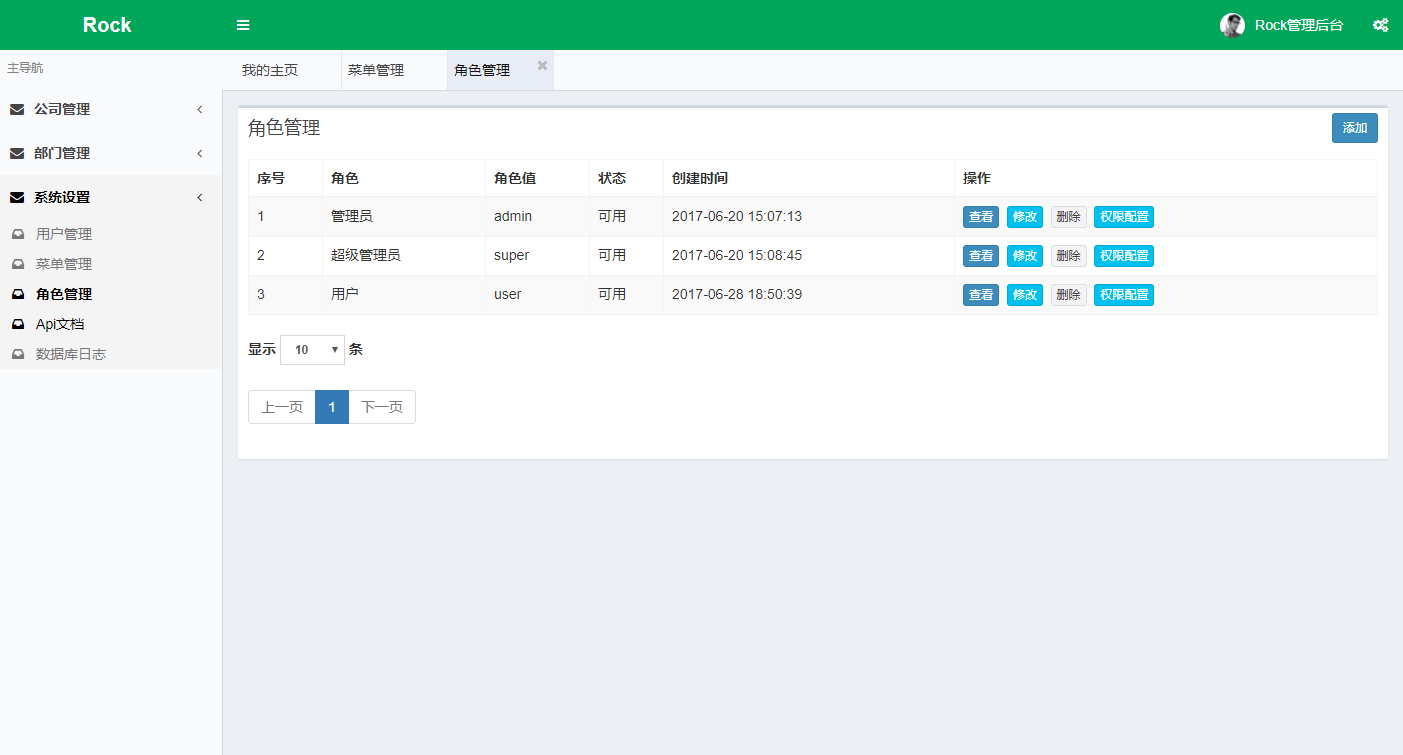 Rock
Rock管理后台
主导航
我的主页
菜单管理
角色管理
公司管理
部门管理
系统设置
用户管理
菜单管理
角色管理
Api文档
数据库日志
角色管理
添加
序号 角色 角色值 状态 创建时间 操作
1 管理员 admin 可用 2017-06-20 15:07:13 查看 修改 删除 权限配置
2 超级管理员 super 可用 2017-06-20 15:08:45 查看 修改 删除 权限配置
3 用户 user 可用 2017-06-28 18:50:39 查看 修改 删除 权限配置
显示 10 条
上一页 1 下一页